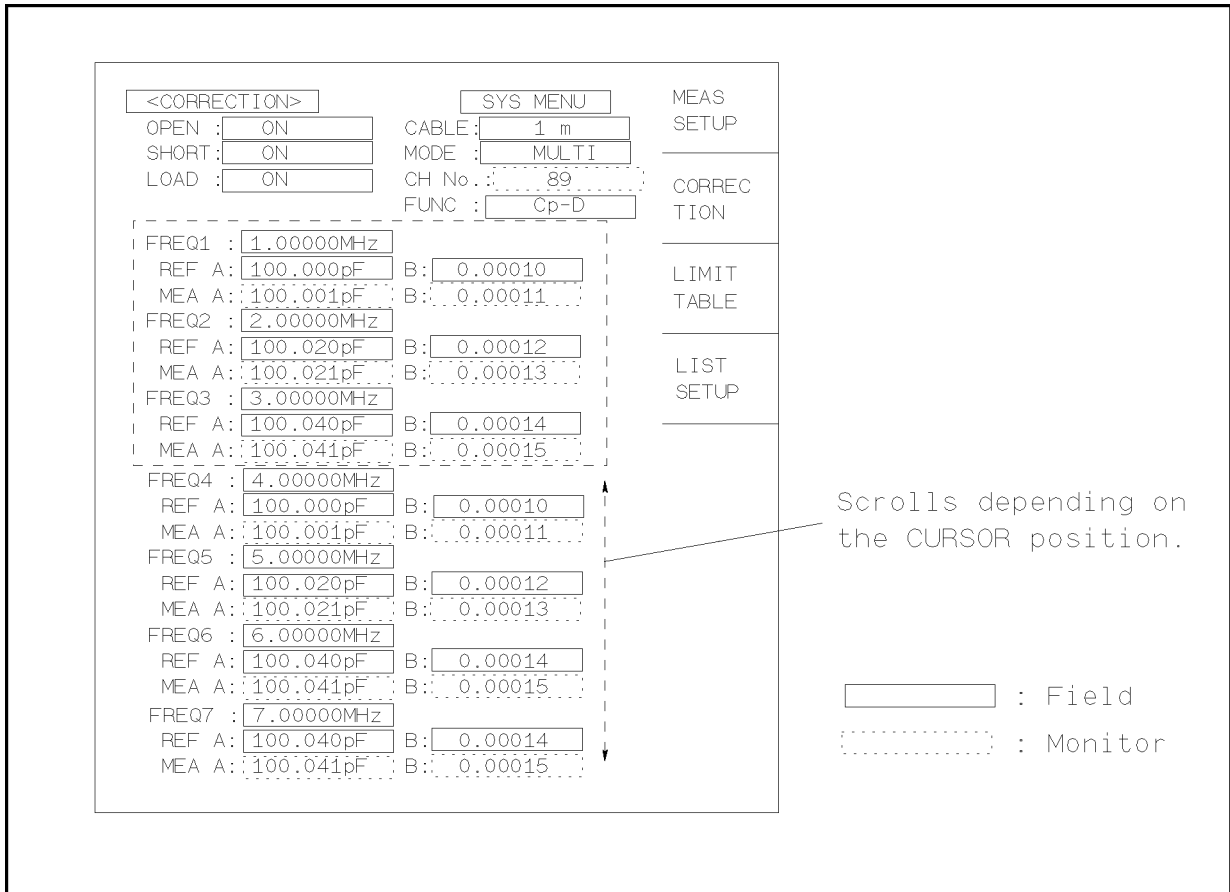 <CORRECTION> SYS MENU
OPEN : ON CABLE: 1 m
SHORT: ON MODE : MULTI
LOAD : ON CH No.: 89
FUNC : Cp-D
FREQ1 : 1.00000MHz
REF A: 100.000pF B: 0.00010
MEA A: 100.001pF B: 0.00011
FREQ2 : 2.00000MHz
REF A: 100.020pF B: 0.00012
MEA A: 100.021pF B: 0.00013
FREQ3 : 3.00000MHz
REF A: 100.040pF B: 0.00014
MEA A: 100.041pF B: 0.00015
FREQ4 : 4.00000MHz
REF A: 100.000pF B: 0.00010
MEA A: 100.001pF B: 0.00011
FREQ5 : 5.00000MHz
REF A: 100.020pF B: 0.00012
MEA A: 100.021pF B: 0.00013
FREQ6 : 6.00000MHz
REF A: 100.040pF B: 0.00014
MEA A: 100.041pF B: 0.00015
FREQ7 : 7.00000MHz
REF A: 100.040pF B: 0.00014
MEA A: 100.041pF B: 0.00015
MEAS
SETUP
CORREC
TION
LIMIT
TABLE
LIST
SETUP
Scrolls depending on
the CURSOR position.
: Field
: Monitor